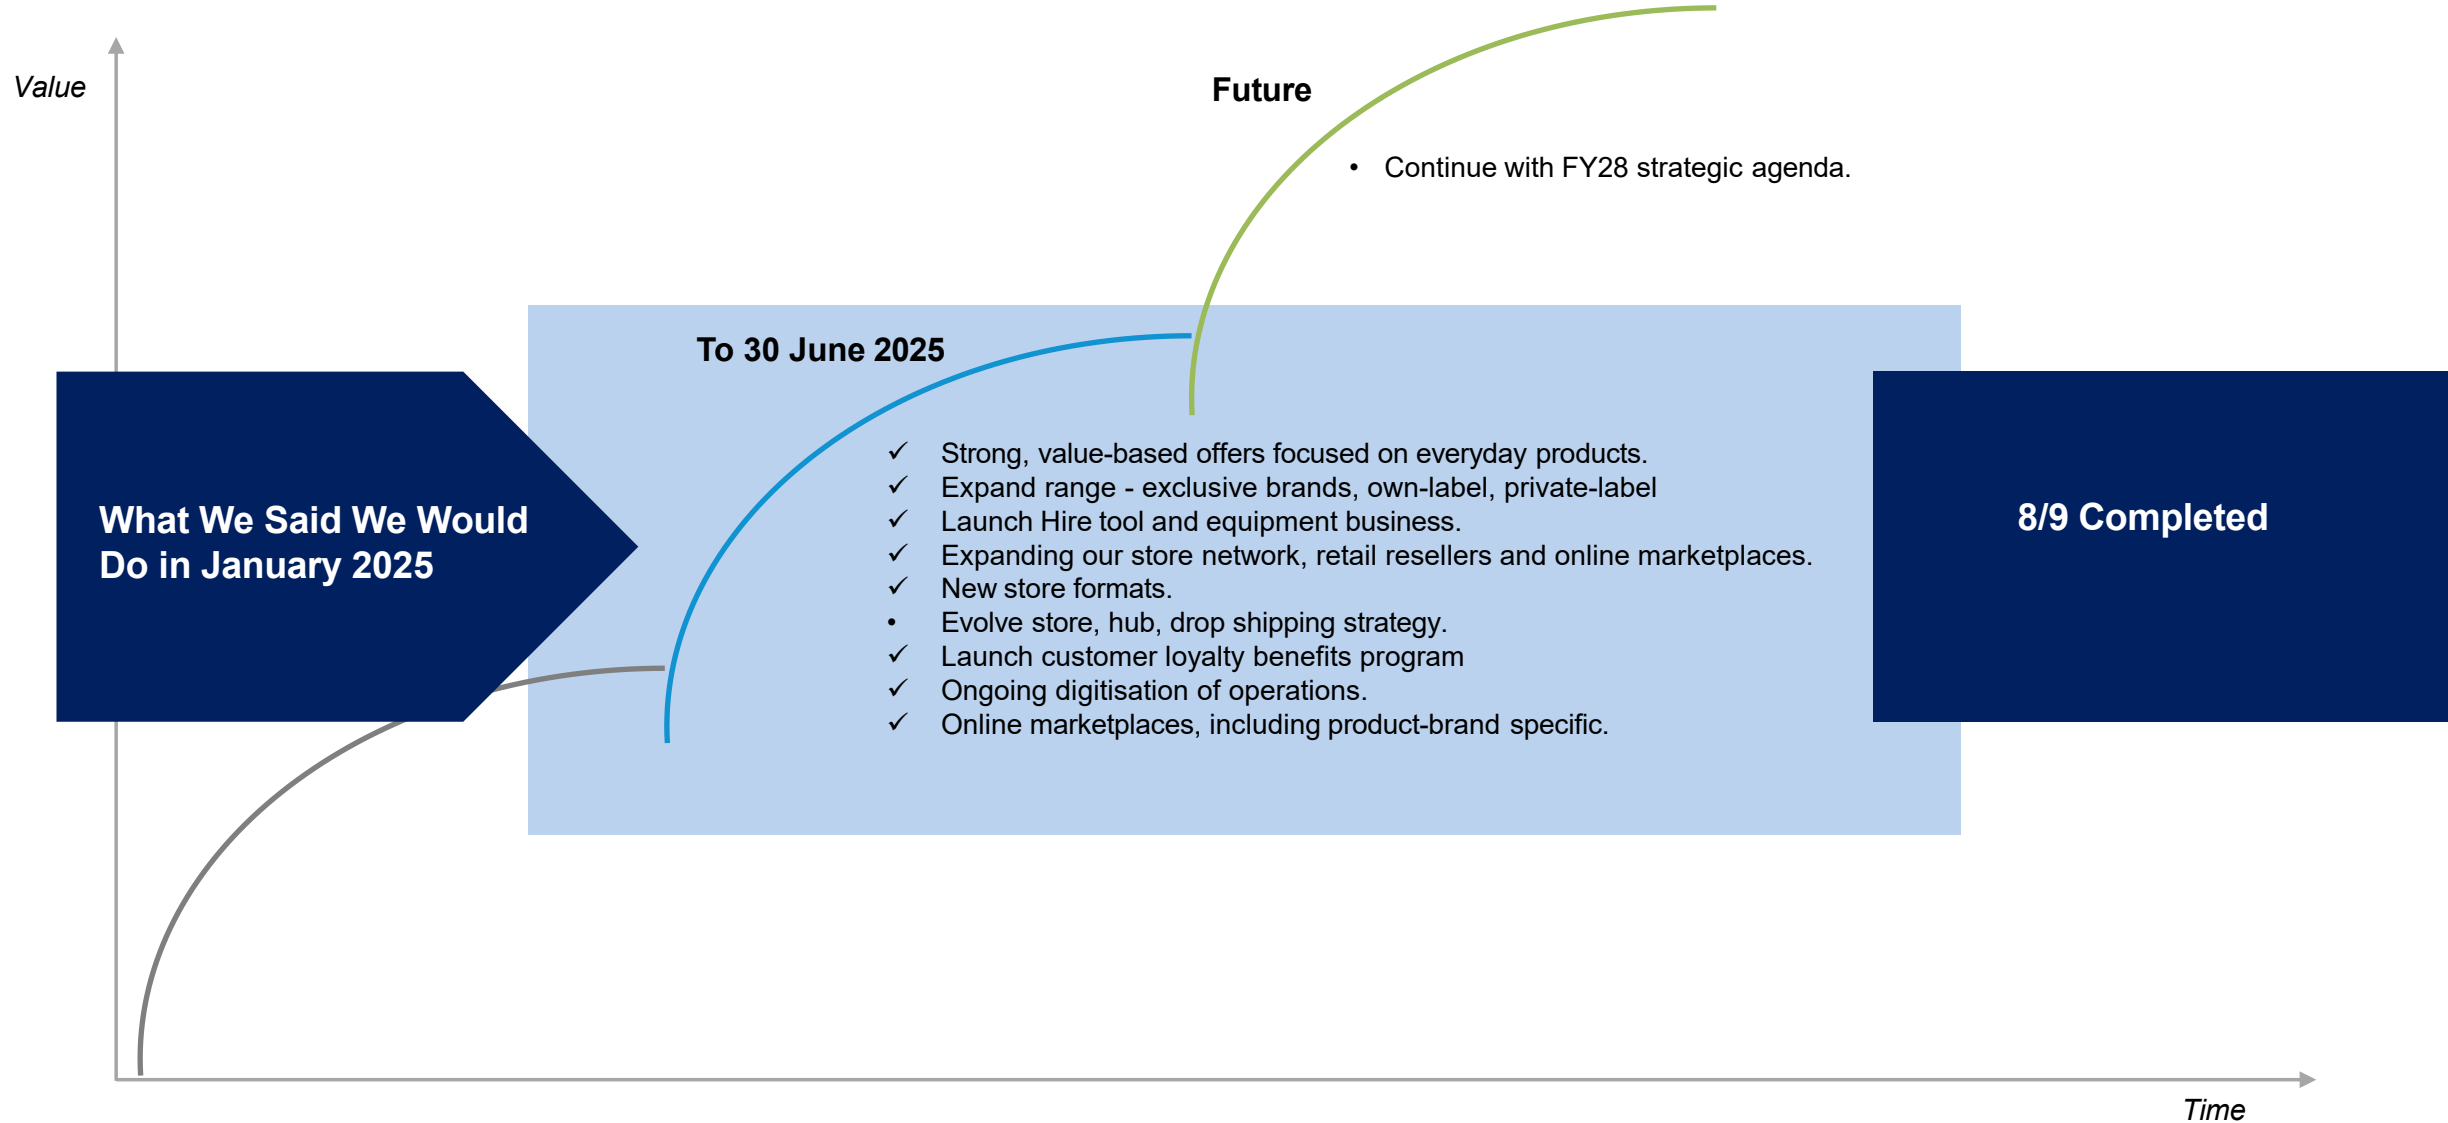 Value
Future
• Continue with FY28 strategic agenda.
To 30 June 2025
What We Said We Would
Do in January 2025
✓ Strong, value-based offers focused on everyday products.
✓ Expand range - exclusive brands, own-label, private-label
✓ Launch Hire tool and equipment business.
✓ Expanding our store network, retail resellers and online marketplaces.
✓ New store formats.
• Evolve store, hub, drop shipping strategy.
✓ Launch customer loyalty benefits program
✓ Ongoing digitisation of operations.
✓ Online marketplaces, including product-brand specific.
8/9 Completed
Time